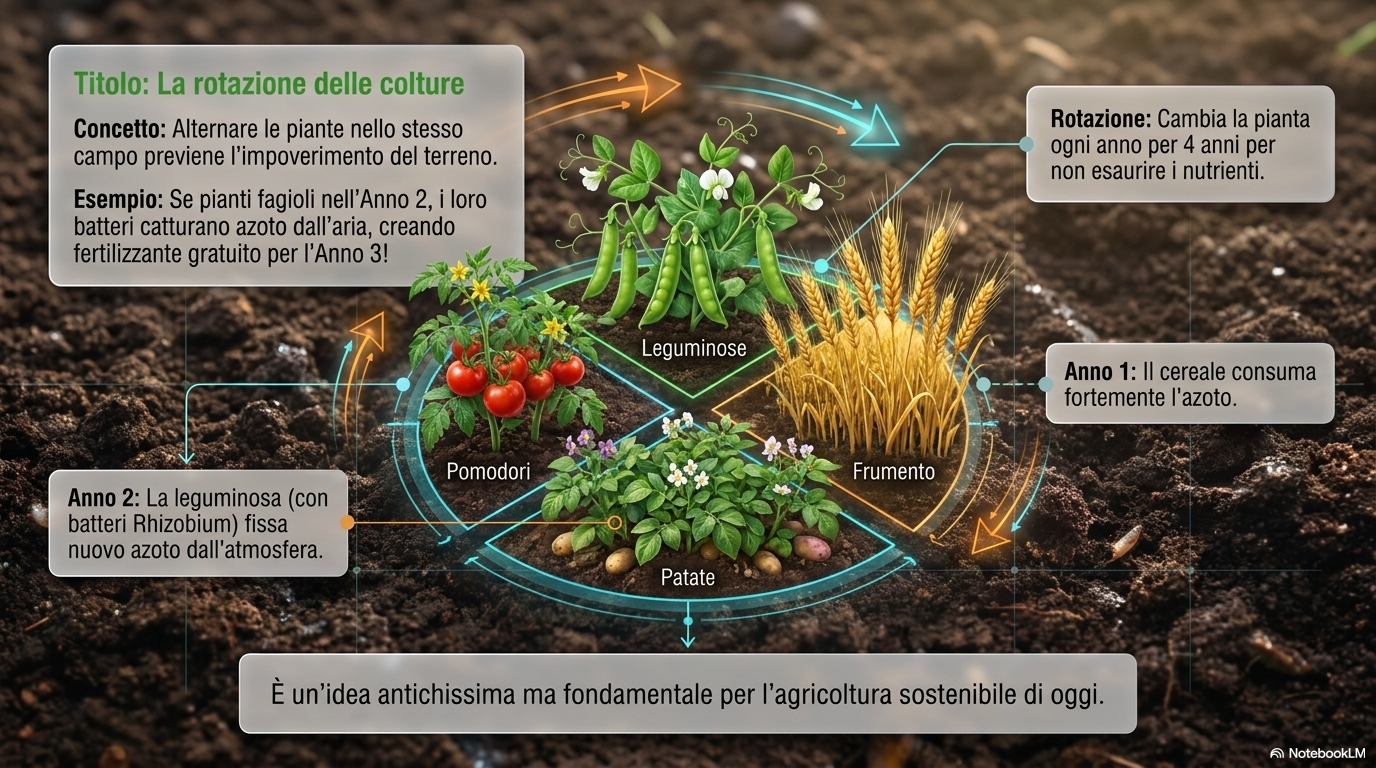 Titolo: La rotazione delle colture
Concetto: Alternare le piante nello stesso
campo previene l'impoverimento del terreno.
Esempio: Se pianti fagioli nell'Anno 2, i loro
batteri catturano azoto dall'aria, creando
fertilizzante gratuito per l'Anno 3!
Rotazione: Cambia la pianta
ogni anno per 4 anni per
non esaurire i nutrienti.
Leguminose
Anno 1: Il cereale consuma
fortemente l'azoto.
Pomodori
Frumento
Anno 2: La leguminosa (con
batteri Rhizobium) fissa
nuovo azoto dall'atmosfera.
Patate
È un'idea antichissima ma fondamentale per l'agricoltura sostenibile di oggi.
NotebookLM